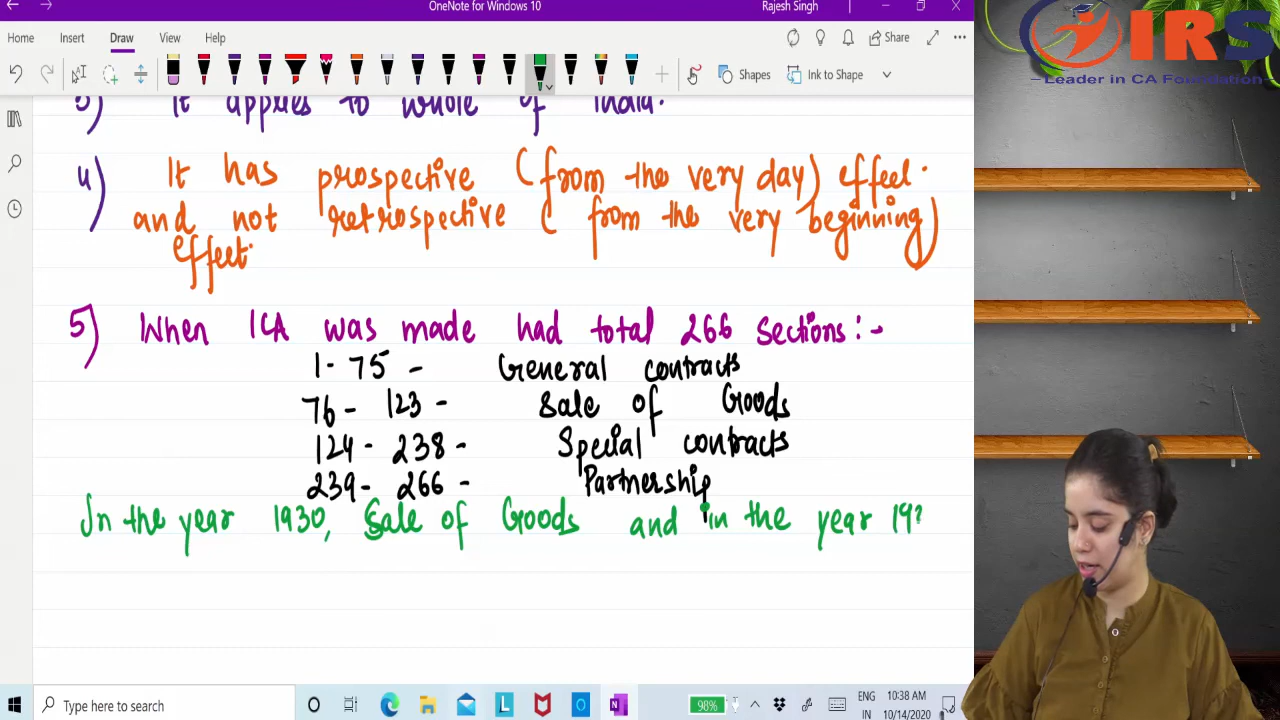 OneNote for Windows 10
Rajesh Singh
Home Insert Draw View Help
Share
Shapes
Ink to Shape
IRS
-Leader in CA Foundation-
3) It applies to whole of India.
4) It has prospective (from the very day) effect.
and not retrospective (from the very beginning)
effect.
5) When ICA was made had total 266 sections:-
1-75 - General contracts
76-123- Sale of Goods
124-238- Special contracts
239-266- Partnership
In the year 1930, Sale of Goods and in the year 193
Type here to search
98%
ENG
IN
10:38 AM
10/14/2020